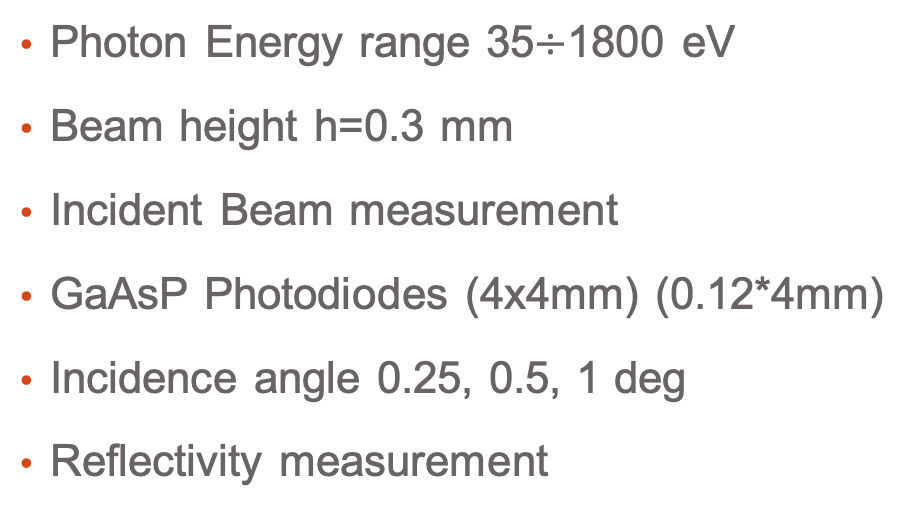 • Photon Energy range 35÷1800 eV
• Beam height h=0.3 mm
• Incident Beam measurement
• GaAsP Photodiodes (4x4mm) (0.12*4mm)
• Incidence angle 0.25, 0.5, 1 deg
• Reflectivity measurement